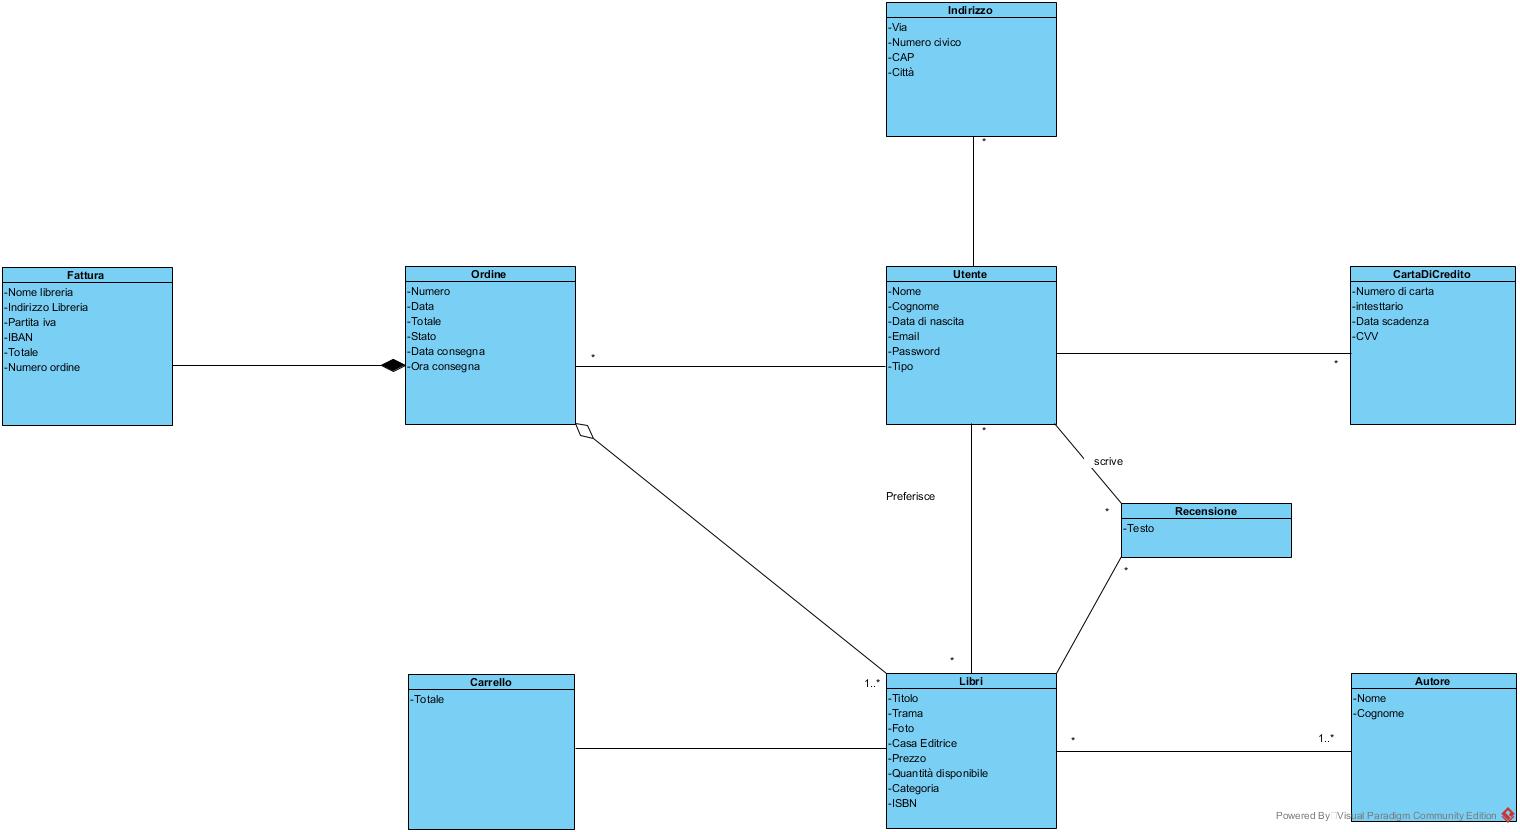 Indirizzo
-Via
-Numero civico
-CAP
-Città
*
Fattura
-Nome libreria
-Indirizzo Libreria
-Partita iva
-IBAN
-Totale
-Numero ordine
Ordine
-Numero
-Data
-Totale
-Stato
-Data consegna
-Ora consegna
*
Utente
-Nome
-Cognome
-Data di nascita
-Email
-Password
-Tipo
*
CartaDiCredito
-Numero di carta
-intesttario
-Data scadenza
-CVV
*
scrive
Preferisce
*
Recensione
-Testo
*
*
1..*
Carrello
-Totale
Libri
-Titolo
-Trama
-Foto
-Casa Editrice
-Prezzo
-Quantità disponibile
-Categoria
-ISBN
*
1..*
Autore
-Nome
-Cognome
Powered By Visual Paradigm Community Edition